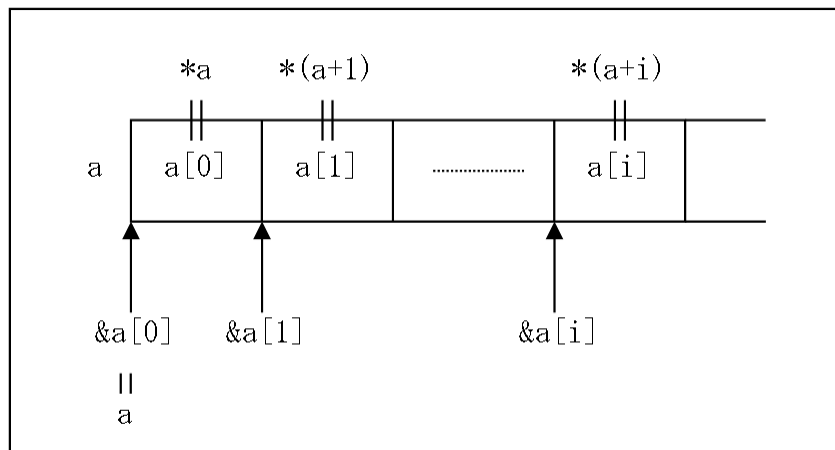 *a *(a+1) *(a+i)
|| || ||
a a[0] a[1] ............... a[i]
&a[0] &a[1] &a[i]
||
a